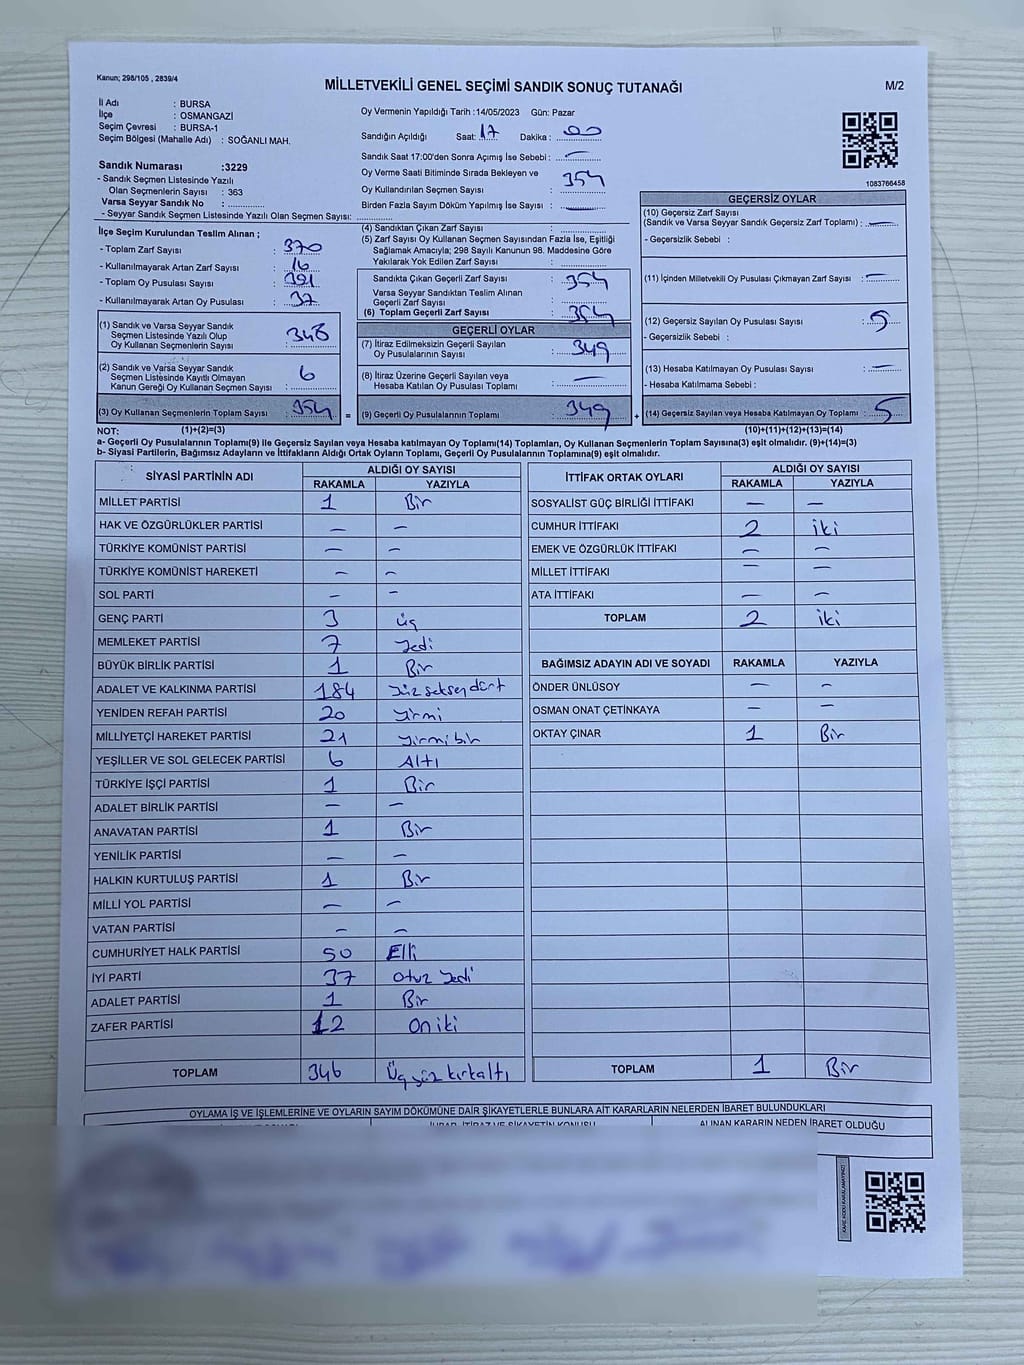 Kanun; 298/105 , 2839/4
MİLLETVEKİLİ GENEL SEÇİMİ SANDIK SONUÇ TUTANAĞI
M/2
İl Adı : BURSA
İlçe : OSMANGAZİ
Seçim Çevresi : BURSA-1
Seçim Bölgesi (Mahalle Adı) : SOĞANLI MAH.
Sandık Numarası :3229
- Sandık Seçmen Listesinde Yazılı
Olan Seçmenlerin Sayısı : 363
Varsa Seyyar Sandık No : ..............
- Seyyar Sandık Seçmen Listesinde Yazılı Olan Seçmen Sayısı: ..............
Oy Vermenin Yapıldığı Tarih :14/05/2023 Gün: Pazar
Sandığın Açıldığı Saat: 17 Dakika : 00
Sandık Saat 17:00'den Sonra Açımış İse Sebebi : —
Oy Verme Saati Bitiminde Sırada Bekleyen ve
Oy Kullandırılan Seçmen Sayısı : 354
Birden Fazla Sayım Döküm Yapılmış İse Sayısı : —
1083766458
İlçe Seçim Kurulundan Teslim Alınan ;
- Toplam Zarf Sayısı : 370
- Kullanılmayarak Artan Zarf Sayısı : 16
- Toplam Oy Pusulası : 391
- Kullanılmayarak Artan Oy Pusulası : 37
(1) Sandık ve Varsa Seyyar Sandık
Seçmen Listesinde Yazılı Olup
Oy Kullanan Seçmenlerin Sayısı : 348
(2) Sandık ve Varsa Seyyar Sandık
Seçmen Listesinde Kayıtlı Olmayan
Kanun Gereği Oy Kullanan Seçmen Sayısı : 6
(3) Oy Kullanan Seçmenlerin Toplam Sayısı : 354
(4) Sandıktan Çıkan Zarf Sayısı :
(5) Zarf Sayısı Oy Kullanan Seçmen Sayısından Fazla İse, Eşitliği
Sağlamak Amacıyla; 298 Sayılı Kanunun 98. Maddesine Göre
Yakılarak Yok Edilen Zarf Sayısı :
Sandıkta Çıkan Geçerli Zarf Sayısı : 354
Varsa Seyyar Sandıktan Teslim Alınan
Geçerli Zarf Sayısı :
(6) Toplam Geçerli Zarf Sayısı : 354
GEÇERLİ OYLAR
(7) İtiraz Edilmeksizin Geçerli Sayılan
Oy Pusulalarının Sayısı : 349
(8) İtiraz Üzerine Geçerli Sayılan veya
Hesaba Katılan Oy Pusulası Toplamı : —
= (9) Geçerli Oy Pusulalarının Toplamı : 349
GEÇERSİZ OYLAR
(10) Geçersiz Zarf Sayısı
(Sandık ve Varsa Seyyar Sandık Geçersiz Zarf Toplamı) : —
- Geçersizlik Sebebi :
(11) İçinden Milletvekili Oy Pusulası Çıkmayan Zarf Sayısı : —
(12) Geçersiz Sayılan Oy Pusulası Sayısı : 5
- Geçersizlik Sebebi :
(13) Hesaba Katılmayan Oy Pusulası Sayısı : —
- Hesaba Katılmama Sebebi :
+ (14) Geçersiz Sayılan veya Hesaba Katılmayan Oy Toplamı : 5
NOT: (1)+(2)=(3) (10)+(11)+(12)+(13)=(14)
a- Geçerli Oy Pusulalarının Toplamı(9) ile Geçersiz Sayılan veya Hesaba katılmayan Oy Toplamı(14) Toplamları, Oy Kullanan Seçmenlerin Toplam Sayısına(3) eşit olmalıdır. (9)+(14)=(3)
b- Siyasi Partilerin, Bağımsız Adayların ve İttifakların Aldığı Ortak Oyların Toplamı, Geçerli Oy Pusulalarının Toplamına(9) eşit olmalıdır.
SİYASİ PARTİNİN ADI ALDIĞI OY SAYISI
RAKAMLA YAZIYLA
MİLLET PARTİSİ 1 Bir
HAK VE ÖZGÜRLÜKLER PARTİSİ — —
TÜRKİYE KOMÜNİST PARTİSİ — —
TÜRKİYE KOMÜNİST HAREKETİ — —
SOL PARTİ — —
GENÇ PARTİ 3 üç
MEMLEKET PARTİSİ 7 Yedi
BÜYÜK BİRLİK PARTİSİ 1 Bir
ADALET VE KALKINMA PARTİSİ 184 Yüz seksen dört
YENİDEN REFAH PARTİSİ 20 Yirmi
MİLLİYETÇİ HAREKET PARTİSİ 21 Yirmi bir
YEŞİLLER VE SOL GELECEK PARTİSİ 6 Altı
TÜRKİYE İŞÇİ PARTİSİ 1 Bir
ADALET BİRLİK PARTİSİ — —
ANAVATAN PARTİSİ 1 Bir
YENİLİK PARTİSİ — —
HALKIN KURTULUŞ PARTİSİ 1 Bir
MİLLİ YOL PARTİSİ — —
VATAN PARTİSİ — —
CUMHURİYET HALK PARTİSİ 50 Elli
İYİ PARTİ 37 Otuz Yedi
ADALET PARTİSİ 1 Bir
ZAFER PARTİSİ 12 On iki
TOPLAM 346 Üç yüz kırk altı
İTTİFAK ORTAK OYLARI ALDIĞI OY SAYISI
RAKAMLA YAZIYLA
SOSYALİST GÜÇ BİRLİĞİ İTTİFAKI — —
CUMHUR İTTİFAKI 2 iki
EMEK VE ÖZGÜRLÜK İTTİFAKI — —
MİLLET İTTİFAKI — —
ATA İTTİFAKI — —
TOPLAM 2 iki
BAĞIMSIZ ADAYIN ADI VE SOYADI RAKAMLA YAZIYLA
ÖNDER ÜNLÜSOY — —
OSMAN ONAT ÇETİNKAYA — —
OKTAY ÇINAR 1 Bir
TOPLAM 1 Bir
OYLAMA İŞ VE İŞLEMLERİNE VE OYLARIN SAYIM DÖKÜMÜNE DAİR ŞİKAYETLERLE BUNLARA AİT KARARLARIN NELERDEN İBARET BULUNDUKLARI
İHBAR, İTİRAZ VE ŞİKAYETİN KONUSU ALINAN KARARIN NEDEN İBARET OLDUĞU
KARE KODU KARALAMAYINIZ!